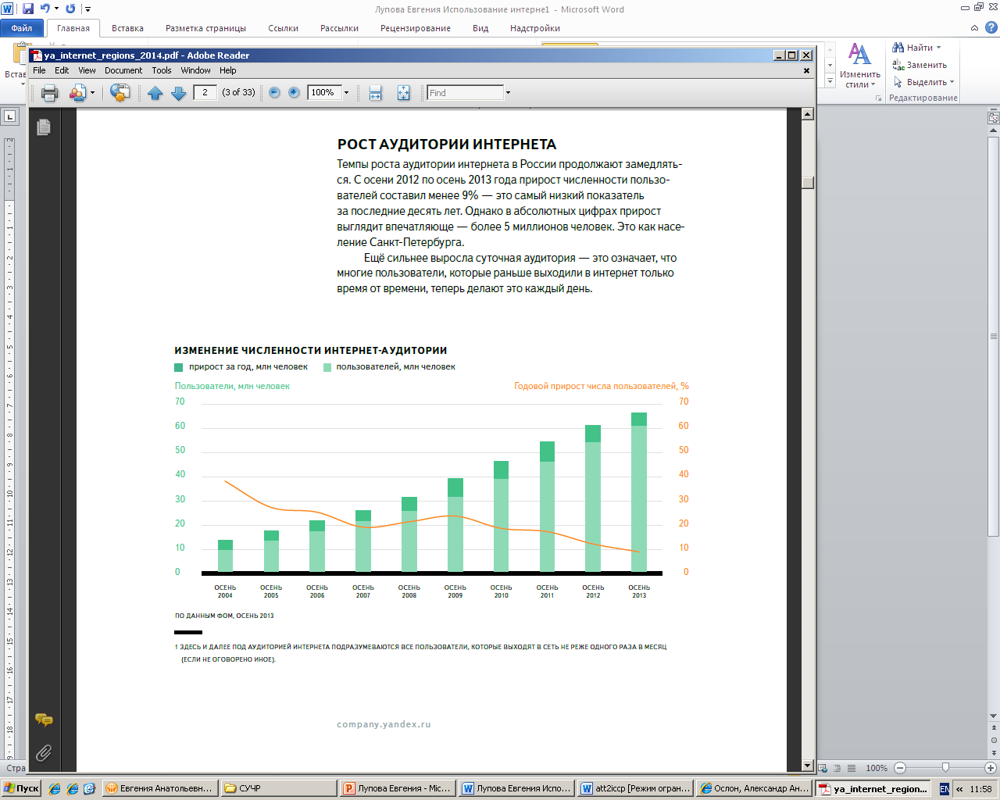 Лупова Евгения Использование интерне1 - Microsoft Word
Файл Главная Вставка Разметка страницы Ссылки Рассылки Рецензирование Вид Надстройки
Найти
Заменить
Выделить
Изменить
стили
Редактирование
ya_internet_regions_2014.pdf - Adobe Reader
File Edit View Document Tools Window Help
2 (3 of 33) 100% Find
РОСТ АУДИТОРИИ ИНТЕРНЕТА
Темпы роста аудитории интернета в России продолжают замедлять-
ся. С осени 2012 по осень 2013 года прирост численности пользо-
вателей составил менее 9% — это самый низкий показатель
за последние десять лет. Однако в абсолютных цифрах прирост
выглядит впечатляюще — более 5 миллионов человек. Это как насе-
ление Санкт-Петербурга.
Ещё сильнее выросла суточная аудитория — это означает, что
многие пользователи, которые раньше выходили в интернет только
время от времени, теперь делают это каждый день.
ИЗМЕНЕНИЕ ЧИСЛЕННОСТИ ИНТЕРНЕТ-АУДИТОРИИ
прирост за год, млн человек пользователей, млн человек
Пользователи, млн человек Годовой прирост числа пользователей, %
70 70
60 60
50 50
40 40
30 30
20 20
10 10
0 0
ОСЕНЬ ОСЕНЬ ОСЕНЬ ОСЕНЬ ОСЕНЬ ОСЕНЬ ОСЕНЬ ОСЕНЬ ОСЕНЬ ОСЕНЬ
2004 2005 2006 2007 2008 2009 2010 2011 2012 2013
ПО ДАННЫМ ФОМ, ОСЕНЬ 2013
1 ЗДЕСЬ И ДАЛЕЕ ПОД АУДИТОРИЕЙ ИНТЕРНЕТА ПОДРАЗУМЕВАЮТСЯ ВСЕ ПОЛЬЗОВАТЕЛИ, КОТОРЫЕ ВЫХОДЯТ В СЕТЬ НЕ РЕЖЕ ОДНОГО РАЗА В МЕСЯЦ
(ЕСЛИ НЕ ОГОВОРЕНО ИНОЕ).
company.yandex.ru
100%
Пуск Евгения Анатольевн... СУЧР Лупова Евгения - Mic... Лупова Евгения Испо... att2iccp [Режим огран... Ослон, Александр Ан... ya_internet_region... EN « 11:58